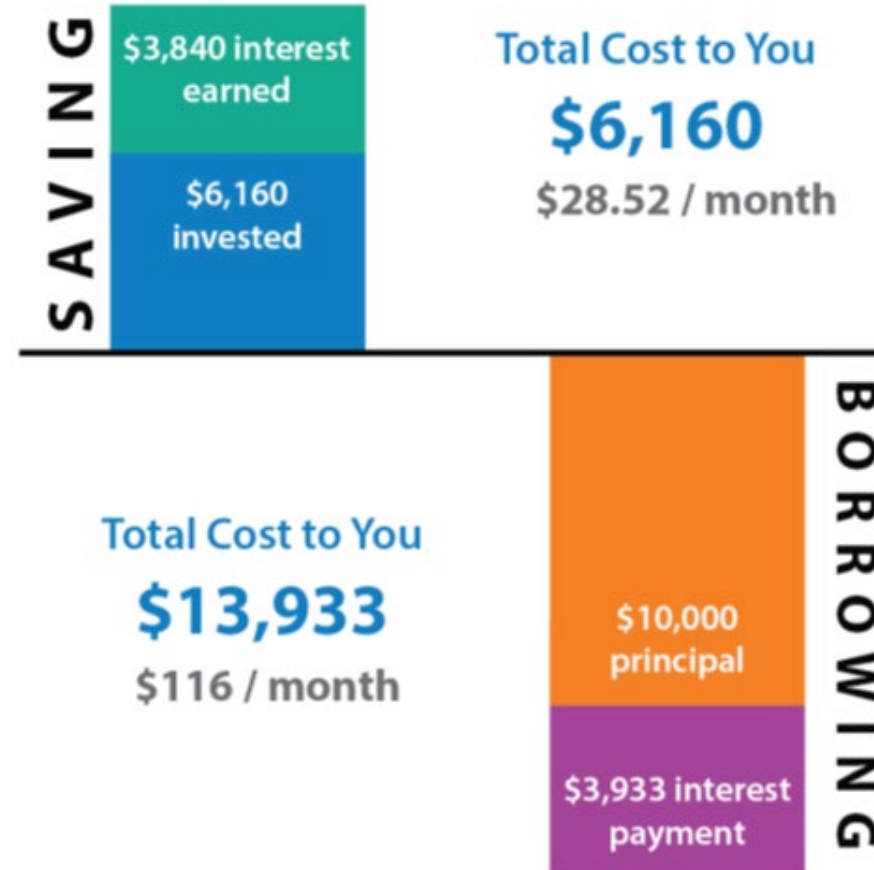 SAVING
$3,840 interest
earned
$6,160
invested
Total Cost to You
$6,160
$28.52 / month
Total Cost to You
$13,933
$116 / month
$10,000
principal
$3,933 interest
payment
BORROWING